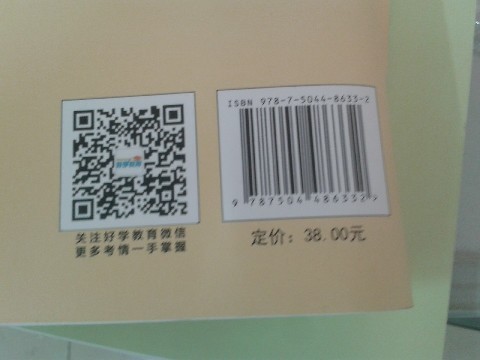 ISBN 978-7-5044-8633-2
9 787504 486332 >
关注好学教育微信
更多考情一手掌握
定价：38.00元